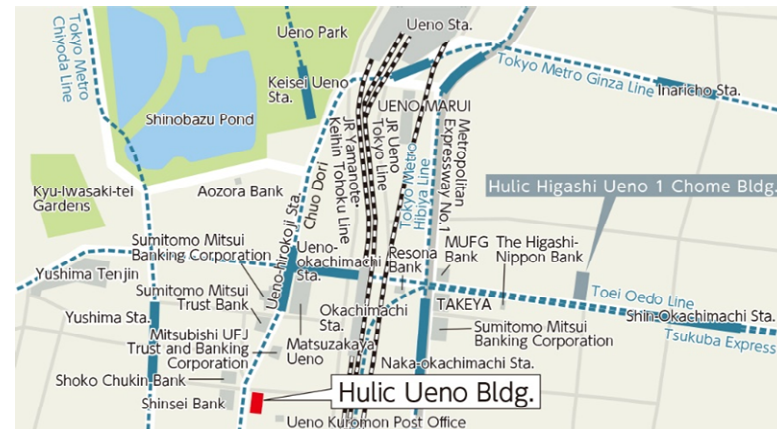 Ueno Sta.
Ueno Park
Tokyo Metro
Chiyoda Line
Keisei Ueno
Sta.
Tokyo Metro Ginza Line
Inaricho Sta.
Shinobazu Pond
UENO MARUI
JR Yamanote·
Keihin Tohoku Line
JR Ueno
Tokyo Line
Tokyo Metro
Hibiya Line
Metropolitan
Expressway No.1
Chuo Dori
Kyu-Iwasaki-tei
Gardens
Aozora Bank
Hulic Higashi Ueno 1 Chome Bldg.
Ueno-hirokoji Sta.
Sumitomo Mitsui
Banking Corporation
Ueno-
okachimachi
Sta.
Resona
Bank
MUFG
Bank
The Higashi-
Nippon Bank
Yushima Tenjin
Sumitomo Mitsui
Trust Bank
Toei Oedo Line
Okachimachi
Sta.
TAKEYA
Yushima Sta.
Shin-Okachimachi Sta.
Mitsubishi UFJ
Trust and Banking
Corporation
Matsuzakaya
Ueno
Sumitomo Mitsui
Banking Corporation
Tsukuba Express
Naka-okachimachi Sta.
Shoko Chukin Bank
Hulic Ueno Bldg.
Shinsei Bank
Ueno Kuromon Post Office